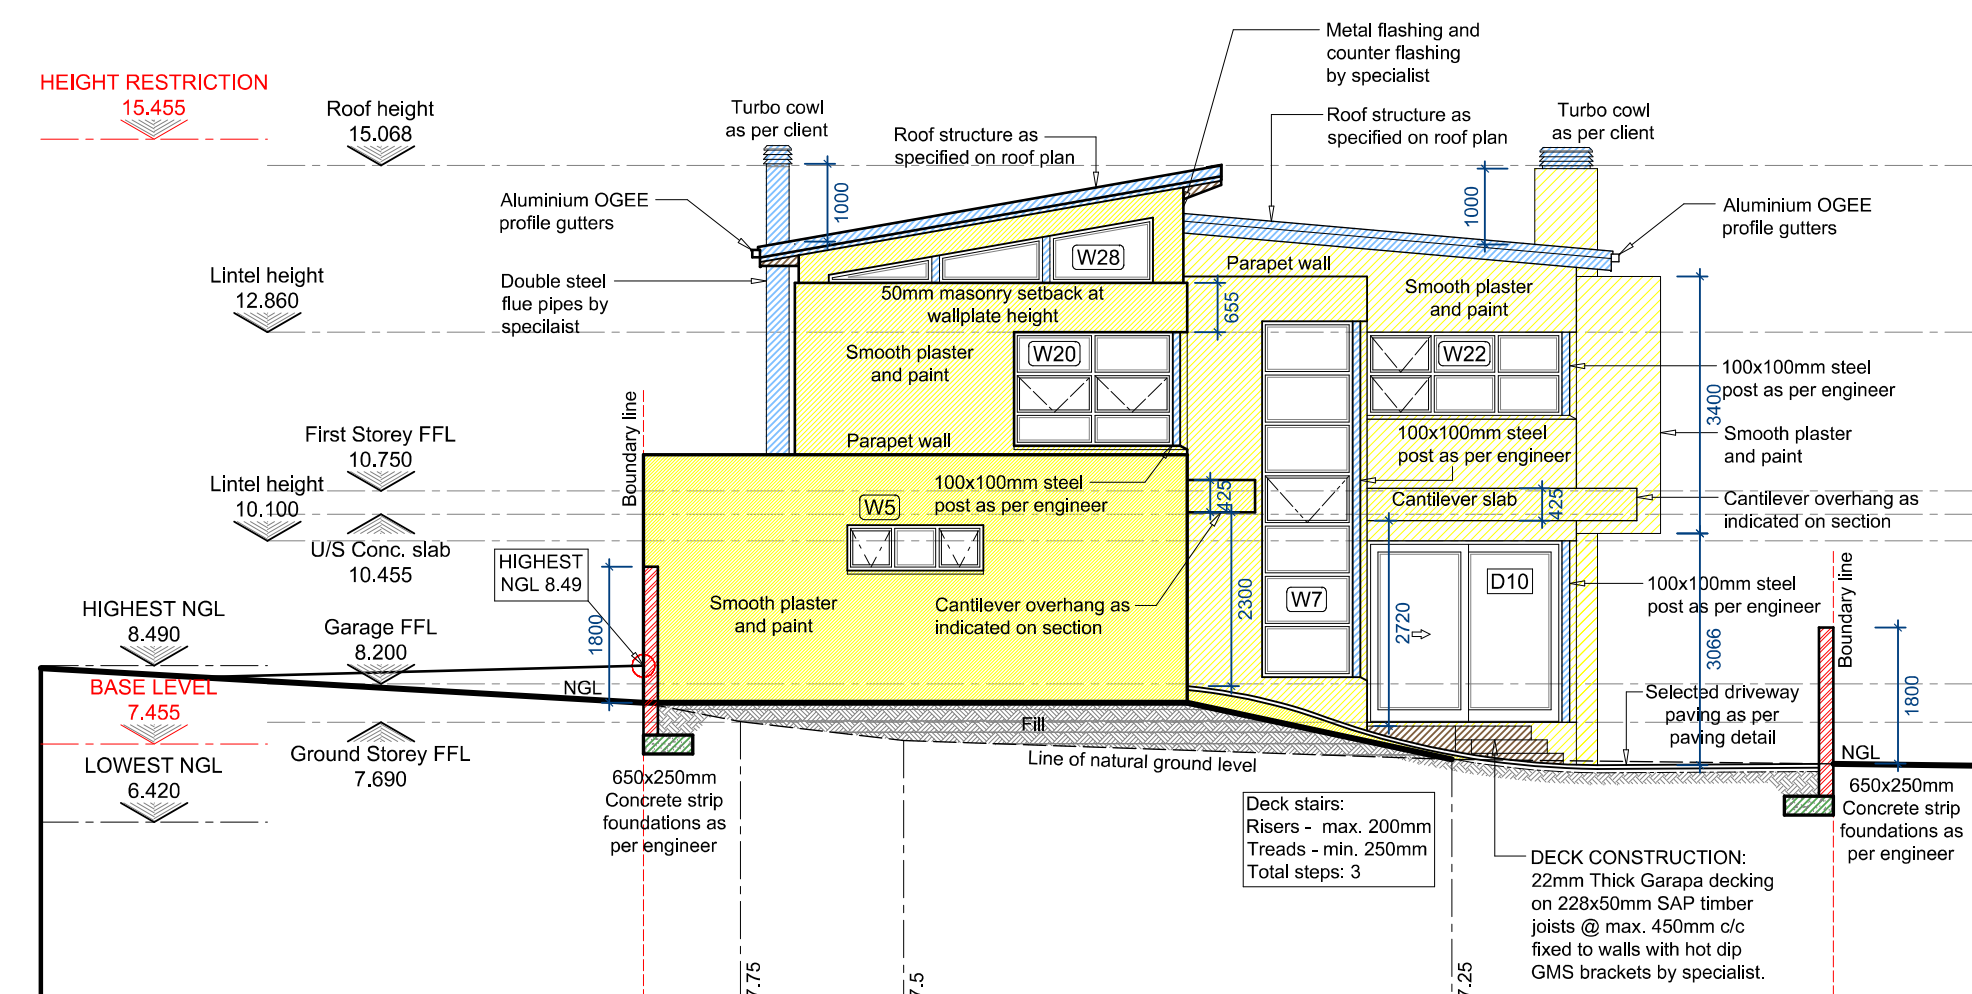 Metal flashing and
counter flashing
by specialist
HEIGHT RESTRICTION
15.455
Roof height
15.068
Turbo cowl
as per client
Roof structure as
specified on roof plan
Roof structure as
specified on roof plan
Turbo cowl
as per client
Aluminium OGEE
profile gutters
1000
1000
Aluminium OGEE
profile gutters
Lintel height
12.860
Double steel
flue pipes by
specilaist
W28
Parapet wall
50mm masonry setback at
wallplate height
655
Smooth plaster
and paint
Smooth plaster
and paint
W20
W22
100x100mm steel
post as per engineer
3400
Boundary line
First Storey FFL
10.750
Parapet wall
100x100mm steel
post as per engineer
Smooth plaster
and paint
Lintel height
10.100
100x100mm steel
post as per engineer
425
W5
Cantilever slab
425
Cantilever overhang as
indicated on section
U/S Conc. slab
10.455
HIGHEST
NGL 8.49
D10
100x100mm steel
post as per engineer
Boundary line
HIGHEST NGL
8.490
Garage FFL
8.200
1800
Smooth plaster
and paint
Cantilever overhang as
indicated on section
2300
W7
2720
3066
BASE LEVEL
7.455
NGL
Selected driveway
paving as per
paving detail
1800
Fill
Ground Storey FFL
7.690
LOWEST NGL
6.420
Line of natural ground level
NGL
650x250mm
Concrete strip
foundations as
per engineer
650x250mm
Concrete strip
foundations as
per engineer
Deck stairs:
Risers - max. 200mm
Treads - min. 250mm
Total steps: 3
DECK CONSTRUCTION:
22mm Thick Garapa decking
on 228x50mm SAP timber
joists @ max. 450mm c/c
fixed to walls with hot dip
GMS brackets by specialist.
7.75
7.5
7.25